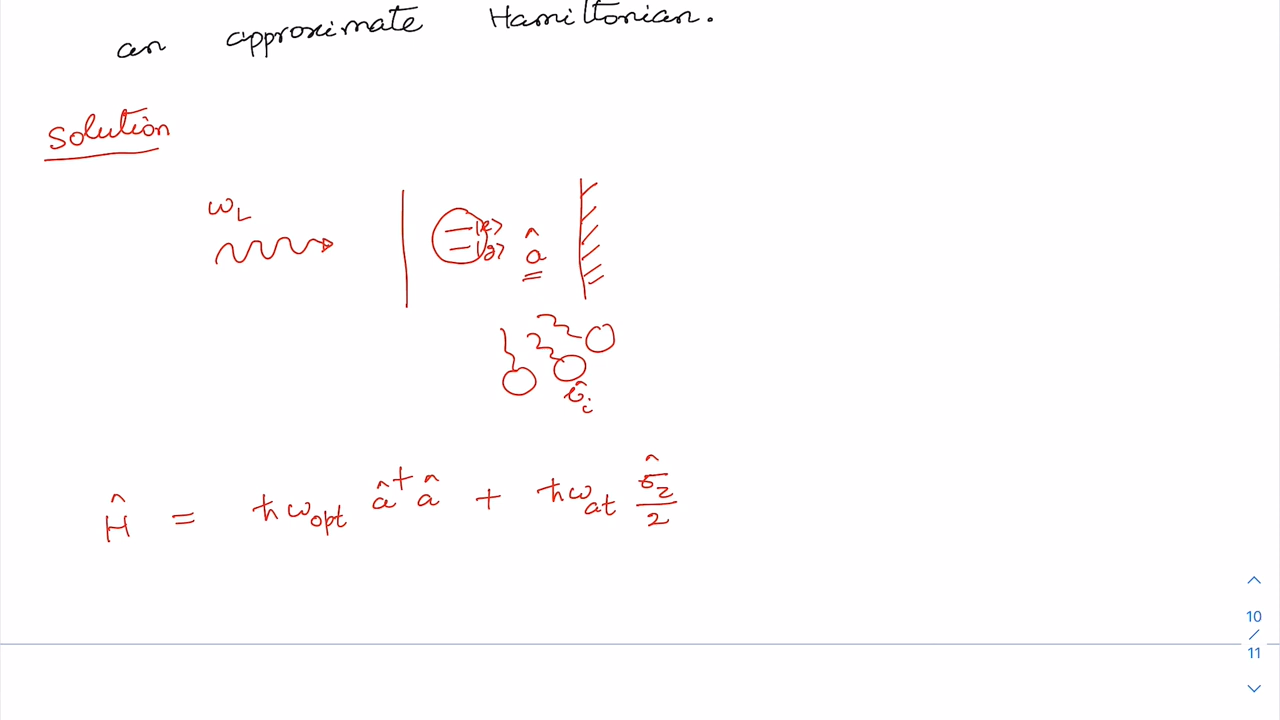 an approximate Hamiltonian.
Solution
ω_L
|e>
|g>
â
σ̂_i
Ĥ = ħω_opt â†â + ħω_at σ̂_z/2
10
/
11